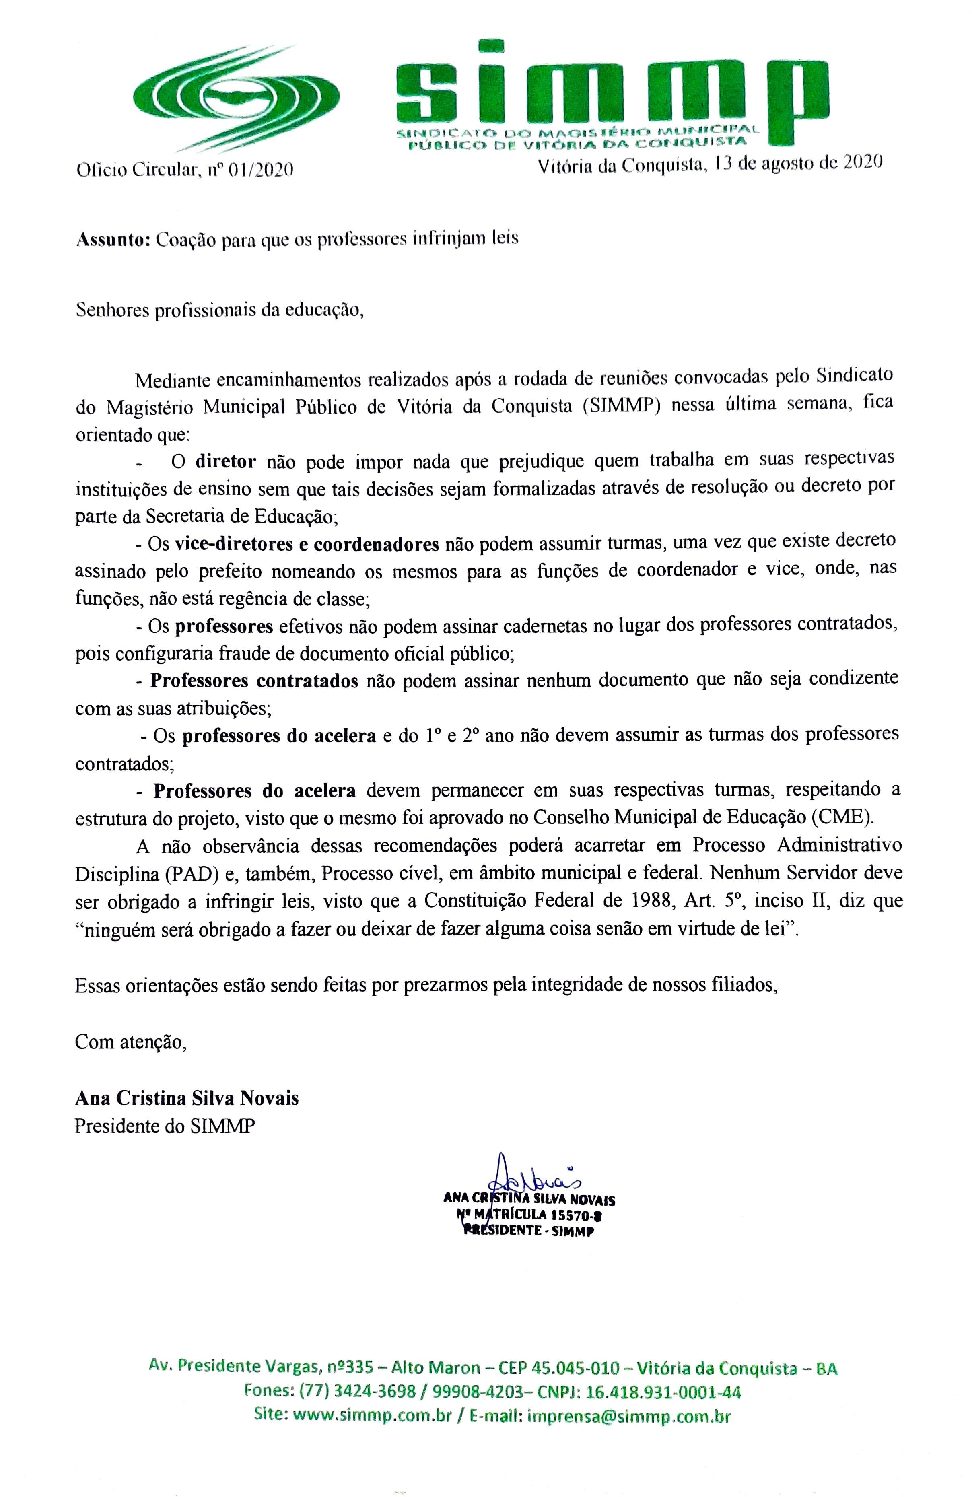 simmp
SINDICATO DO MAGISTÉRIO MUNICIPAL
PÚBLICO DE VITÓRIA DA CONQUISTA
Ofício Circular, nº 01/2020
Vitória da Conquista, 13 de agosto de 2020
Assunto: Coação para que os professores infrinjam leis
Senhores profissionais da educação,
Mediante encaminhamentos realizados após a rodada de reuniões convocadas pelo Sindicato
do Magistério Municipal Público de Vitória da Conquista (SIMMP) nessa última semana, fica
orientado que:
- O diretor não pode impor nada que prejudique quem trabalha em suas respectivas
instituições de ensino sem que tais decisões sejam formalizadas através de resolução ou decreto por
parte da Secretaria de Educação;
- Os vice-diretores e coordenadores não podem assumir turmas, uma vez que existe decreto
assinado pelo prefeito nomeando os mesmos para as funções de coordenador e vice, onde, nas
funções, não está regência de classe;
- Os professores efetivos não podem assinar cadernetas no lugar dos professores contratados,
pois configuraria fraude de documento oficial público;
- Professores contratados não podem assinar nenhum documento que não seja condizente
com as suas atribuições;
- Os professores do acelera e do 1º e 2º ano não devem assumir as turmas dos professores
contratados;
- Professores do acelera devem permanecer em suas respectivas turmas, respeitando a
estrutura do projeto, visto que o mesmo foi aprovado no Conselho Municipal de Educação (CME).
A não observância dessas recomendações poderá acarretar em Processo Administrativo
Disciplina (PAD) e, também, Processo cível, em âmbito municipal e federal. Nenhum Servidor deve
ser obrigado a infringir leis, visto que a Constituição Federal de 1988, Art. 5º, inciso II, diz que
“ninguém será obrigado a fazer ou deixar de fazer alguma coisa senão em virtude de lei”.
Essas orientações estão sendo feitas por prezarmos pela integridade de nossos filiados,
Com atenção,
Ana Cristina Silva Novais
Presidente do SIMMP
ANovais
ANA CRISTINA SILVA NOVAIS
Nº MATRÍCULA 15570-8
PRESIDENTE - SIMMP
Av. Presidente Vargas, nº335 – Alto Maron – CEP 45.045-010 – Vitória da Conquista – BA
Fones: (77) 3424-3698 / 99908-4203– CNPJ: 16.418.931-0001-44
Site: www.simmp.com.br / E-mail: imprensa@simmp.com.br